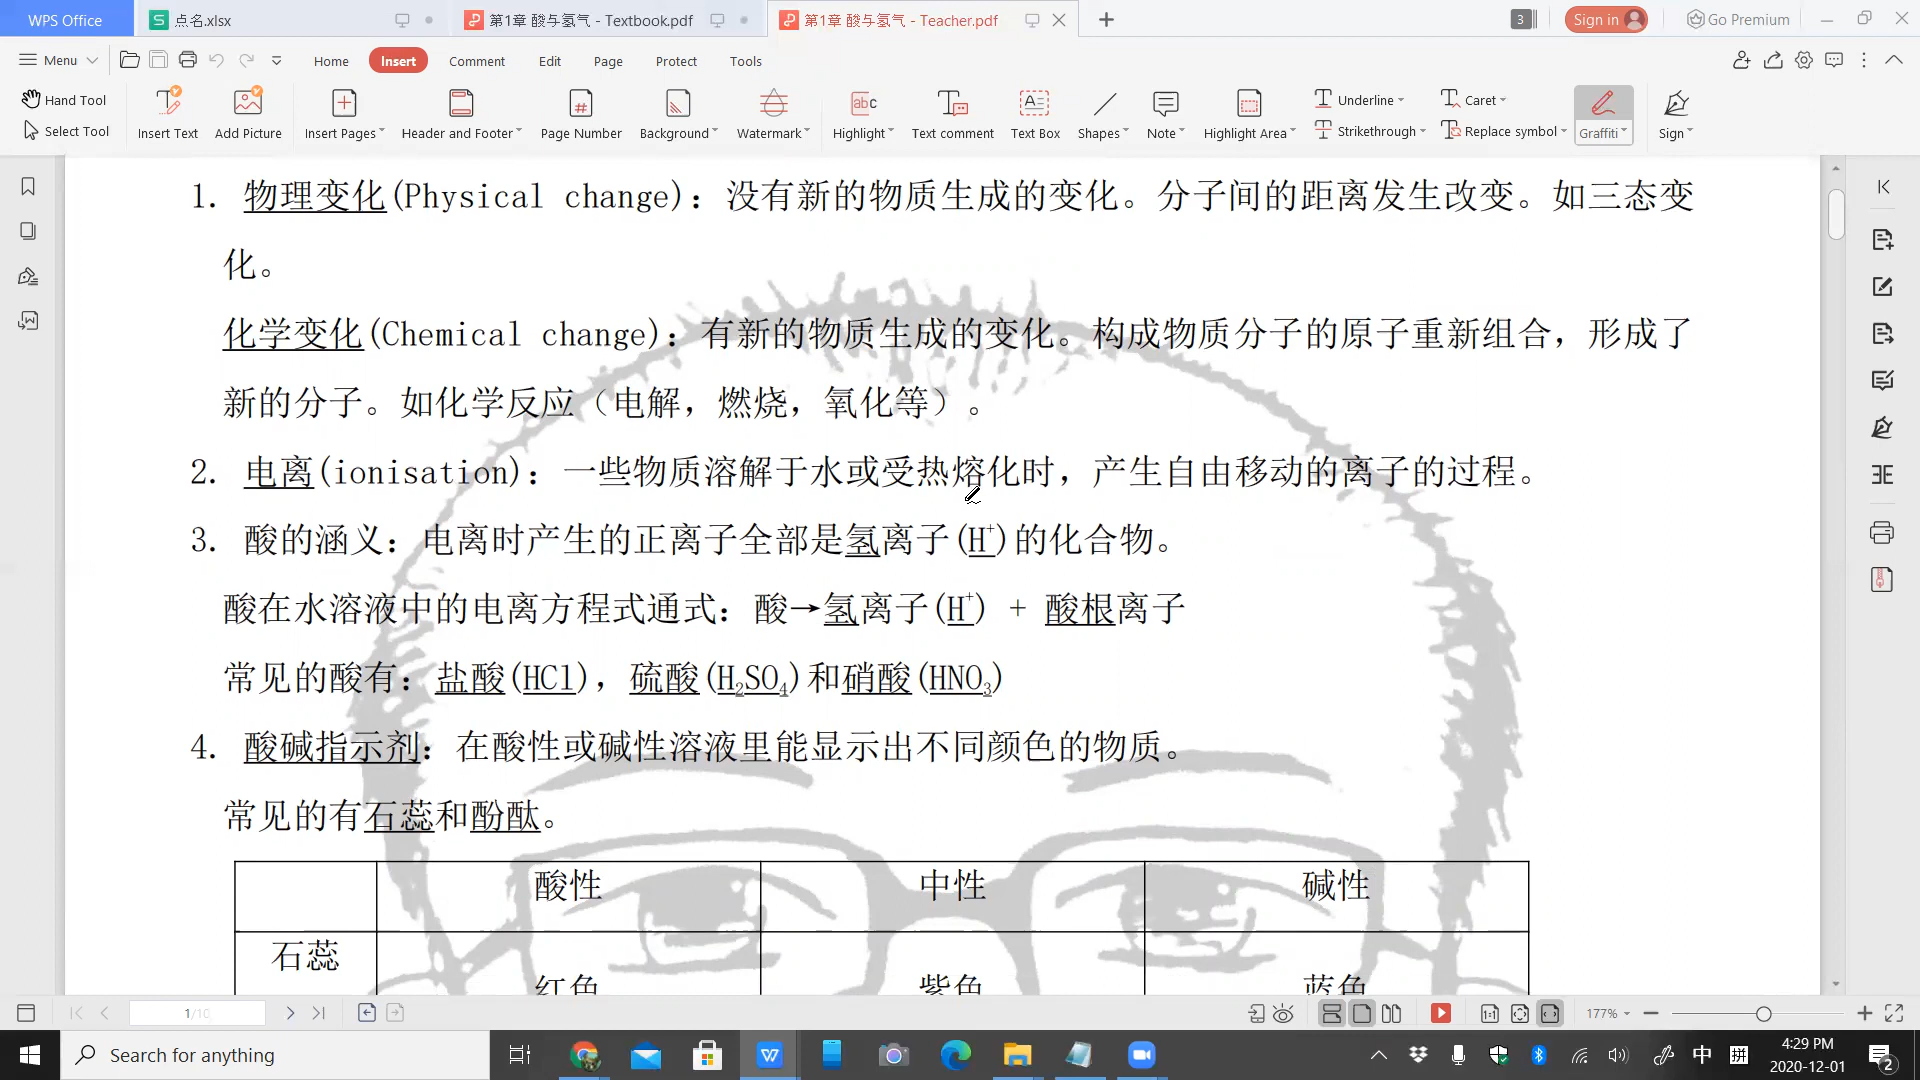 WPS Office
点名.xlsx
第1章 酸与氢气 - Textbook.pdf
第1章 酸与氢气 - Teacher.pdf
3
Sign in
Go Premium
Menu
Home
Insert
Comment
Edit
Page
Protect
Tools
Hand Tool
Select Tool
Insert Text
Add Picture
Insert Pages
Header and Footer
Page Number
Background
Watermark
Highlight
Text comment
Text Box
Shapes
Note
Highlight Area
Underline
Strikethrough
Caret
Replace symbol
Graffiti
Sign
1. 物理变化(Physical change)：没有新的物质生成的变化。分子间的距离发生改变。如三态变
化。
化学变化(Chemical change)：有新的物质生成的变化。构成物质分子的原子重新组合，形成了
新的分子。如化学反应（电解，燃烧，氧化等）。
2. 电离(ionisation)：一些物质溶解于水或受热熔化时，产生自由移动的离子的过程。
3. 酸的涵义：电离时产生的正离子全部是氢离子(H⁺)的化合物。
酸在水溶液中的电离方程式通式：酸→氢离子(H⁺) + 酸根离子
常见的酸有：盐酸(HCl)，硫酸(H₂SO₄)和硝酸(HNO₃)
4. 酸碱指示剂：在酸性或碱性溶液里能显示出不同颜色的物质。
常见的有石蕊和酚酞。
酸性 中性 碱性
石蕊
红色 紫色 蓝色
1/10
1:1
177%
Search for anything
中
拼
4:29 PM
2020-12-01
2